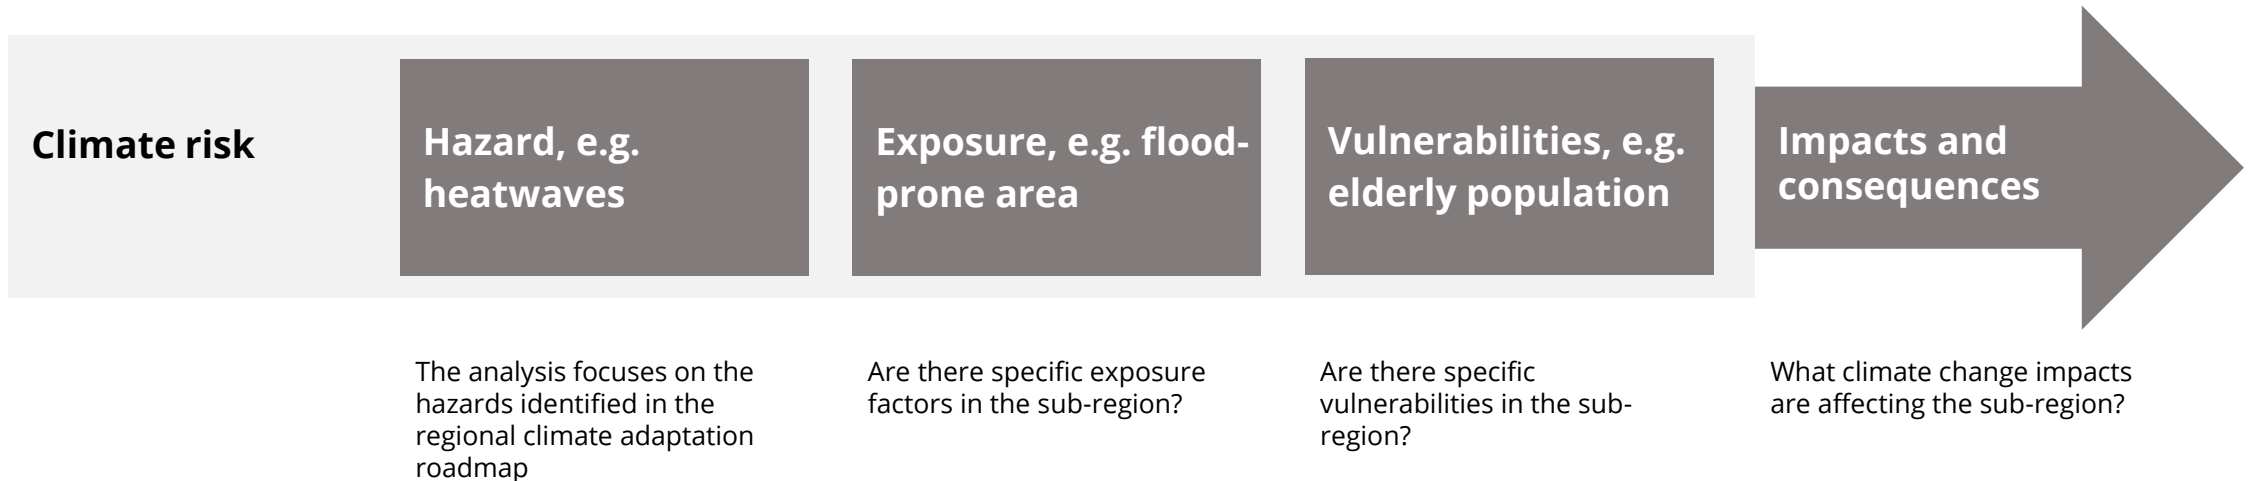 Climate risk
Hazard, e.g.
heatwaves
Exposure, e.g. flood-
prone area
Vulnerabilities, e.g.
elderly population
Impacts and
consequences
The analysis focuses on the
hazards identified in the
regional climate adaptation
roadmap
Are there specific exposure
factors in the sub-region?
Are there specific
vulnerabilities in the sub-
region?
What climate change impacts
are affecting the sub-region?